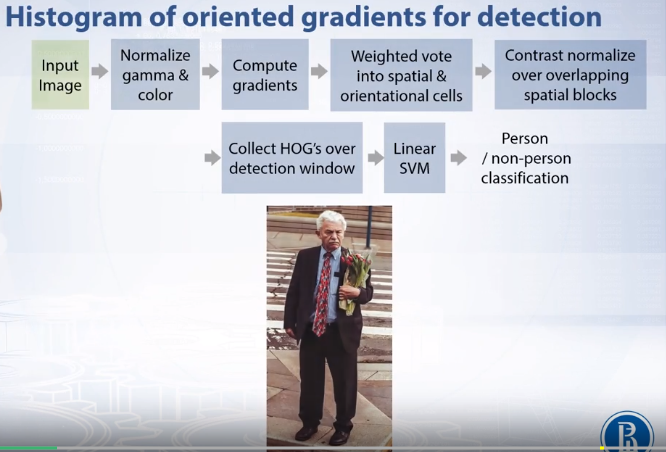 Histogram of oriented gradients for detection
Input
Image
Normalize
gamma &
color
Compute
gradients
Weighted vote
into spatial &
orientational cells
Contrast normalize
over overlapping
spatial blocks
Collect HOG's over
detection window
Linear
SVM
Person
/ non-person
classification